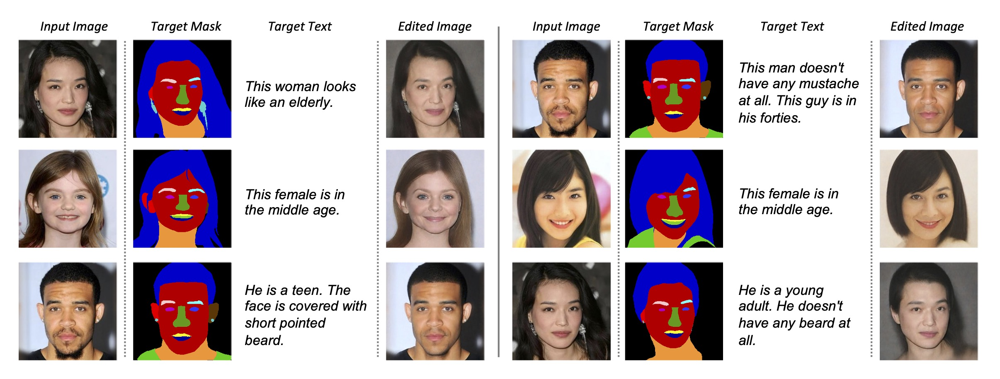 Input Image
Target Mask
Target Text
Edited Image
Input Image
Target Mask
Target Text
Edited Image
This woman looks
like an elderly.
This man doesn't
have any mustache
at all. This guy is in
his forties.
This female is in
the middle age.
This female is in
the middle age.
He is a teen. The
face is covered with
short pointed
beard.
He is a young
adult. He doesn't
have any beard at
all.